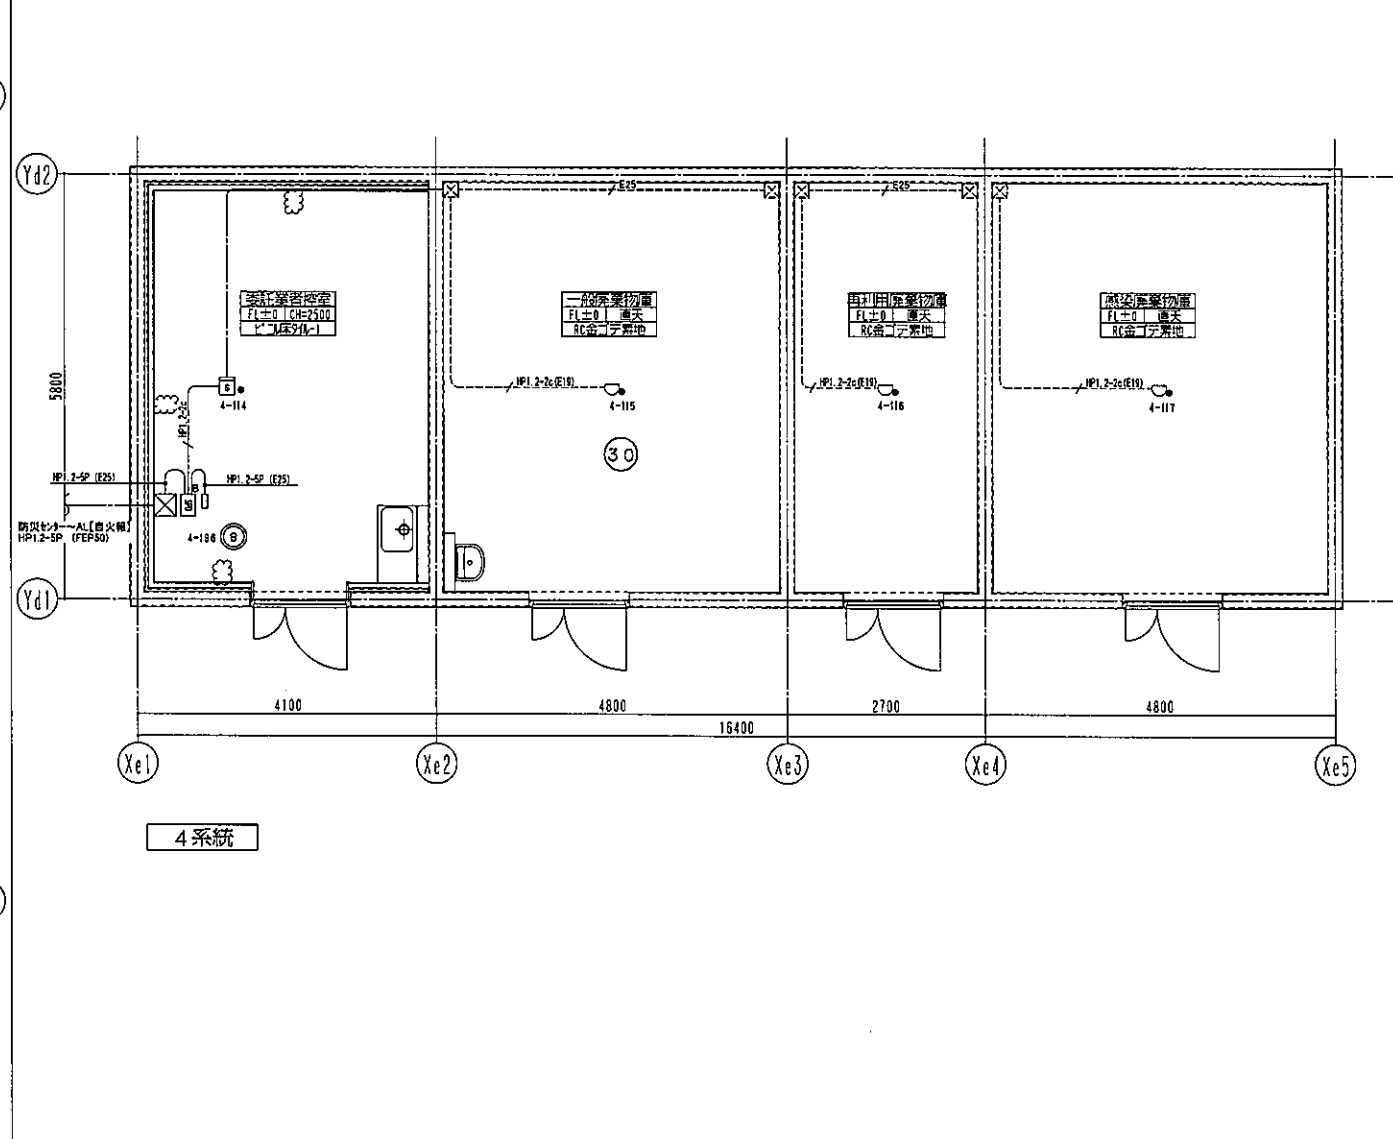 Yd2
E25
E25
委託業者控室
FL±0 CH=2500
ビニル床タイル-1
一般廃棄物庫
FL±0 直天
RC金ゴテ素地
再利用廃棄物庫
FL±0 直天
RC金ゴテ素地
感染廃棄物庫
FL±0 直天
RC金ゴテ素地
5800
S
4-114
HP1.2-2c
HP1.2-2c(E19)
4-115
HP1.2-2c(E19)
4-116
HP1.2-2c(E19)
4-117
30
HP1.2-5P (E25)
HP1.2-5P (E25)
防災センター～AL[自火報]
HP1.2-5P (FEP50)
4-196
Yd1
4100
4800
2700
4800
16400
Xe1
Xe2
Xe3
Xe4
Xe5
4系統